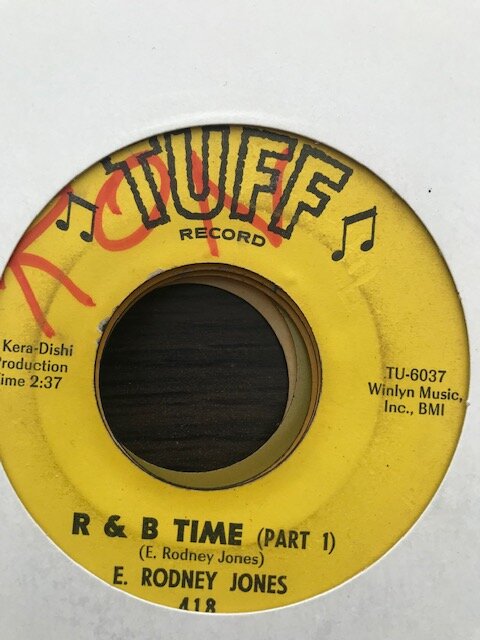 TUFF
RECORD
Kera-Dishi
Production
Time 2:37
TU-6037
Winlyn Music,
Inc., BMI
R & B TIME (PART 1)
(E. Rodney Jones)
E. RODNEY JONES
418